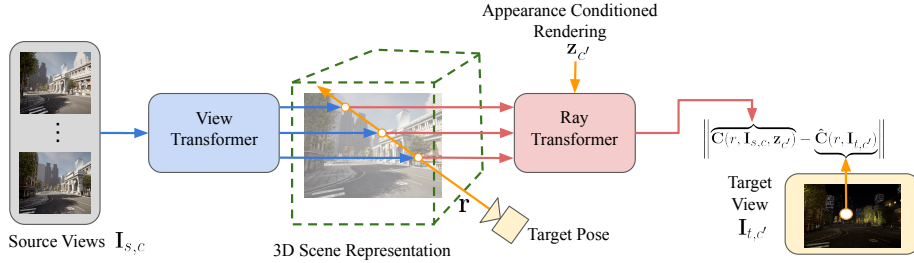 Appearance Conditioned
Rendering
𝐳_{c′}
View
Transformer
Ray
Transformer
‖C(r, I_{s,c}, z_{c′}) − Ĉ(r, I_{t,c′})‖
r
Target
View
I_{t,c′}
Target Pose
Source Views I_{s,c}
3D Scene Representation